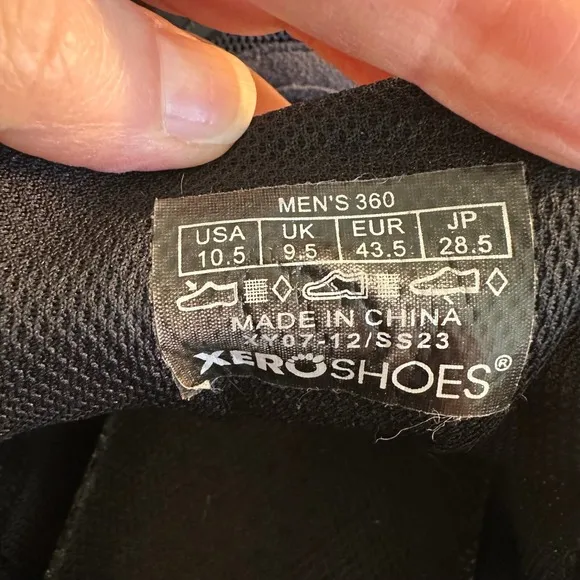 MEN'S 360
USA UK EUR JP
10.5 9.5 43.5 28.5
MADE IN CHINA
XY07-12/SS23
XEROSHOES®